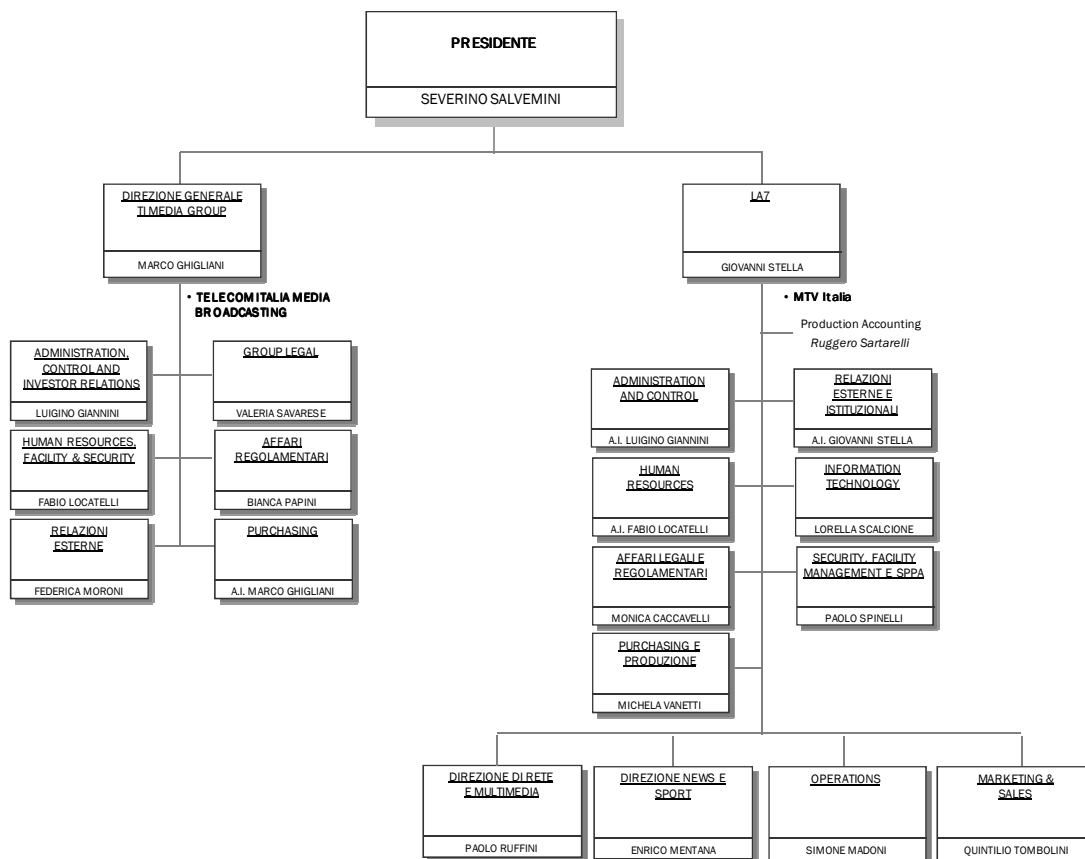 PRESIDENTE
SEVERINO SALVEMINI
DIREZIONE GENERALE
TI MEDIA GROUP
MARCO GHIGLIANI
• TELECOM ITALIA MEDIA
BROADCASTING
ADMINISTRATION,
CONTROL AND
INVESTOR RELATIONS
LUIGINO GIANNINI
GROUP LEGAL
VALERIA SAVARESE
HUMAN RESOURCES,
FACILITY & SECURITY
FABIO LOCATELLI
AFFARI
REGOLAMENTARI
BIANCA PAPINI
RELAZIONI
ESTERNE
FEDERICA MORONI
PURCHASING
A.I. MARCO GHIGLIANI
LA7
GIOVANNI STELLA
• MTV Italia
Production Accounting
Ruggero Sartarelli
ADMINISTRATION
AND CONTROL
A.I. LUIGINO GIANNINI
RELAZIONI
ESTERNE E
ISTITUZIONALI
A.I. GIOVANNI STELLA
HUMAN
RESOURCES
A.I. FABIO LOCATELLI
INFORMATION
TECHNOLOGY
LORELLA SCALCIONE
AFFARI LEGALI E
REGOLAMENTARI
MONICA CACCAVELLI
SECURITY, FACILITY
MANAGEMENT E SPPA
PAOLO SPINELLI
PURCHASING E
PRODUZIONE
MICHELA VANETTI
DIREZIONE DI RETE
E MULTIMEDIA
PAOLO RUFFINI
DIREZIONE NEWS E
SPORT
ENRICO MENTANA
OPERATIONS
SIMONE MADONI
MARKETING &
SALES
QUINTILIO TOMBOLINI